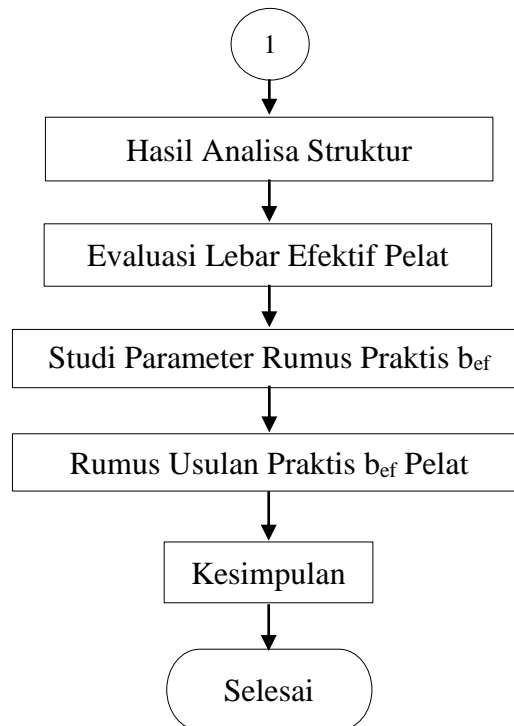 1
Hasil Analisa Struktur
Evaluasi Lebar Efektif Pelat
Studi Parameter Rumus Praktis bef
Rumus Usulan Praktis bef Pelat
Kesimpulan
Selesai